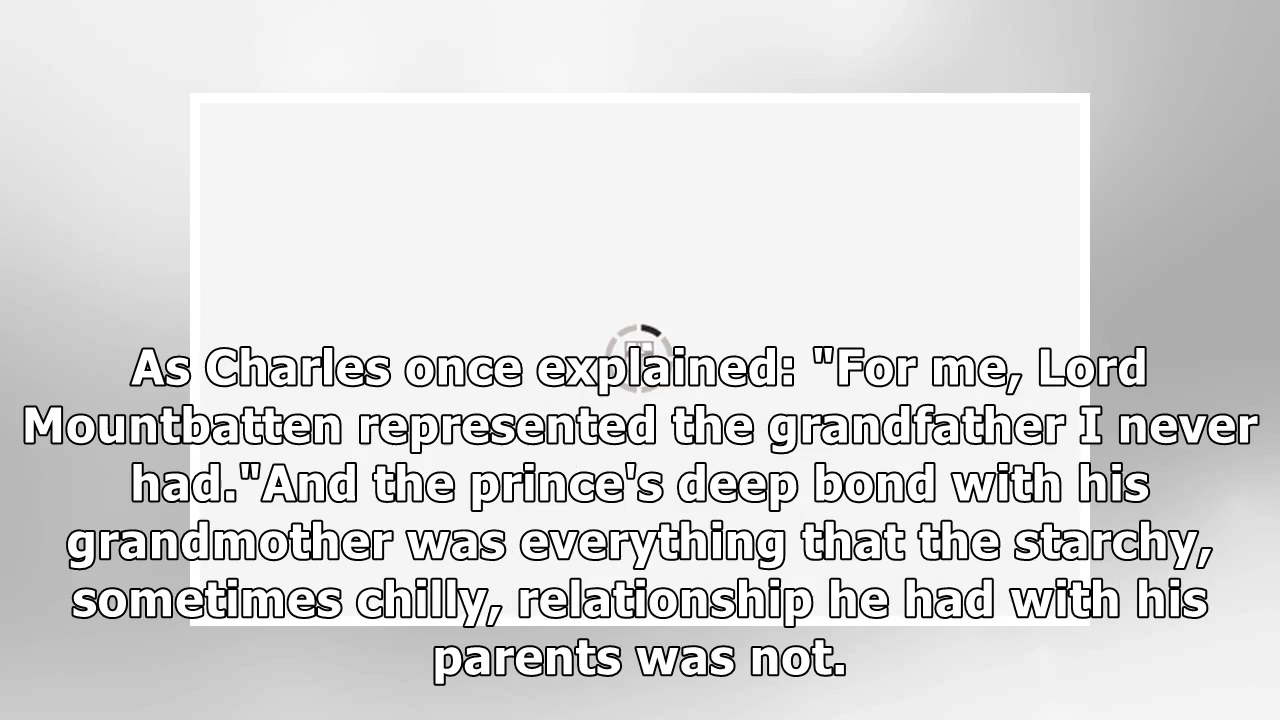 As Charles once explained: "For me, Lord
Mountbatten represented the grandfather I never
had."And the prince's deep bond with his
grandmother was everything that the starchy,
sometimes chilly, relationship he had with his
parents was not.